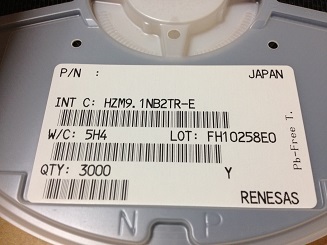 P/N : JAPAN
INT C: HZM9.1NB2TR-E
W/C: 5H4 LOT: FH10258E0
QTY: 3000 Y
RENESAS
Pb-Free T.
N P